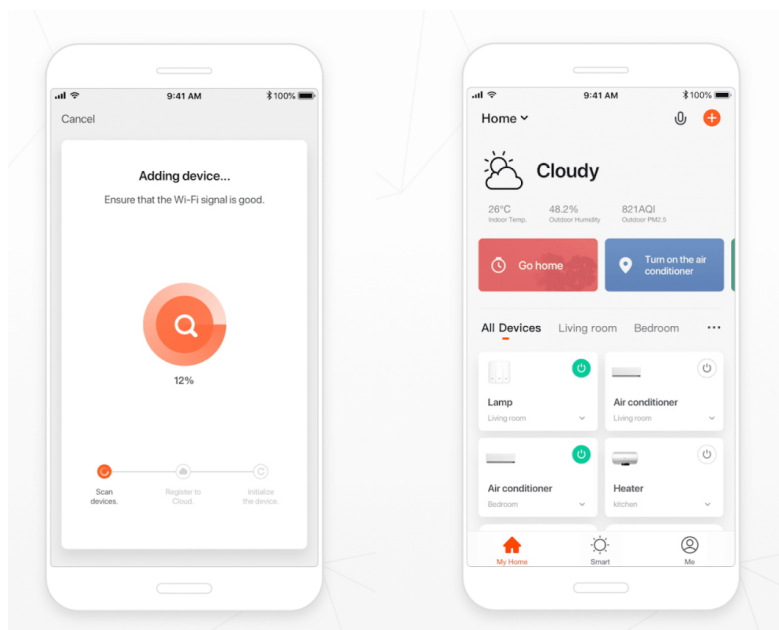 9:41 AM
100%
Cancel
Adding device...
Ensure that the Wi-Fi signal is good.
12%
Scan
devices.
Register to
Cloud.
Initialize
the device.
9:41 AM
100%
Home
Cloudy
26°C
48.2%
821AQI
Indoor Temp.
Outdoor Humidity
Outdoor PM2.5
Go home
Turn on the air
conditioner
All Devices
Living room
Bedroom
Lamp
Living room
Air conditioner
Living room
Air conditioner
Bedroom
Heater
kitchen
My Home
Smart
Me